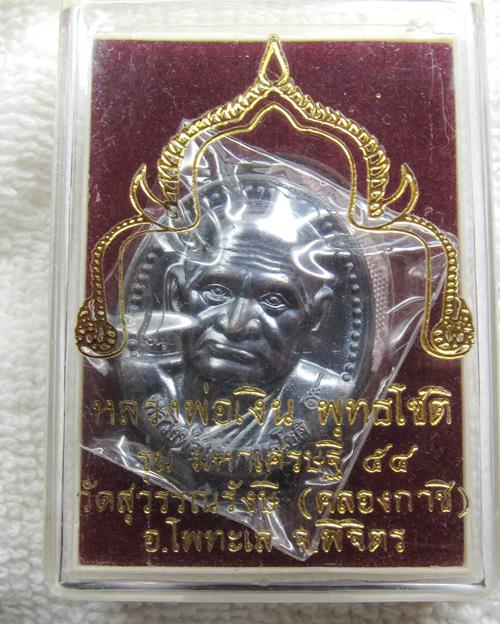 หลวงพ่อเงิน พุทธโชติ
รุ่น มหาเศรษฐี ๕๔
วัดสุวรรณรังษี (คลองกาชี)
อ.โพทะเล จ.พิจิตร